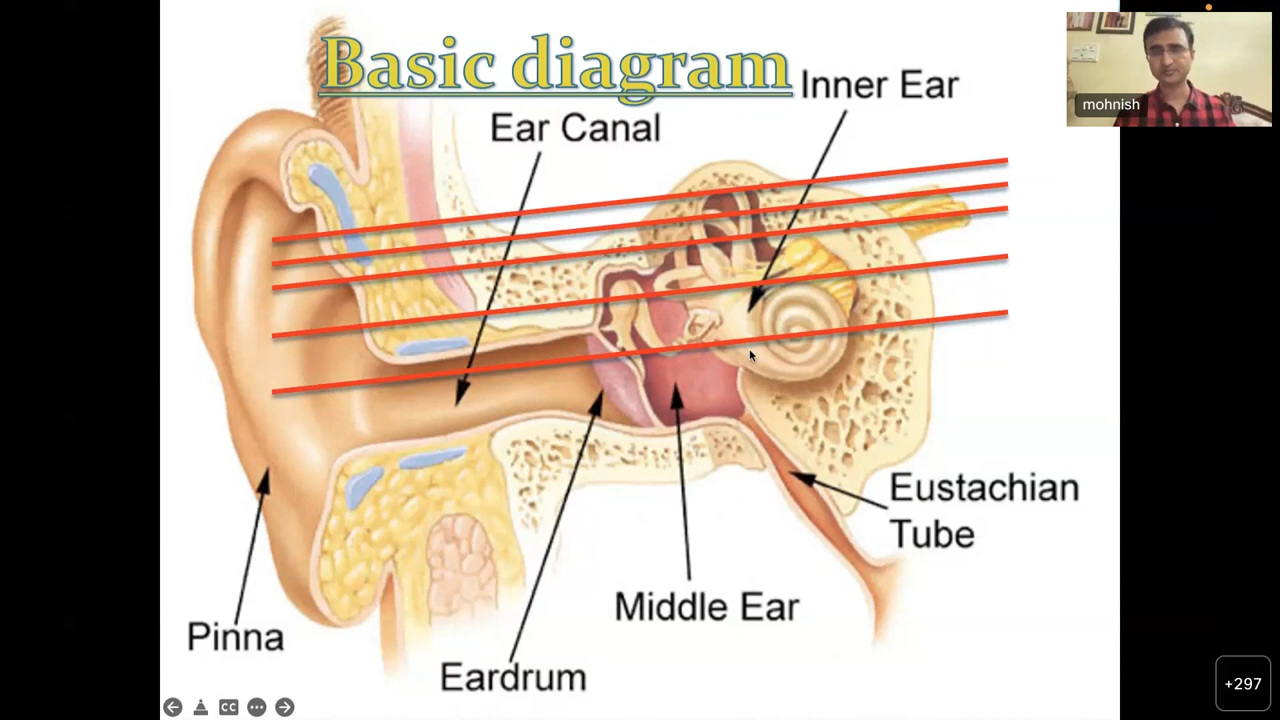 Basic diagram
Inner Ear
Ear Canal
mohnish
Eustachian
Tube
Middle Ear
Pinna
Eardrum
CC
+297